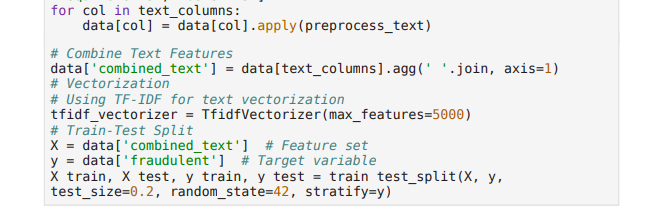 for col in text_columns:
    data[col] = data[col].apply(preprocess_text)
# Combine Text Features
data['combined_text'] = data[text_columns].agg(' '.join, axis=1)
# Vectorization
# Using TF-IDF for text vectorization
tfidf_vectorizer = TfidfVectorizer(max_features=5000)
# Train-Test Split
X = data['combined_text']  # Feature set
y = data['fraudulent']  # Target variable
X train, X test, y train, y test = train test_split(X, y,
test_size=0.2, random_state=42, stratify=y)